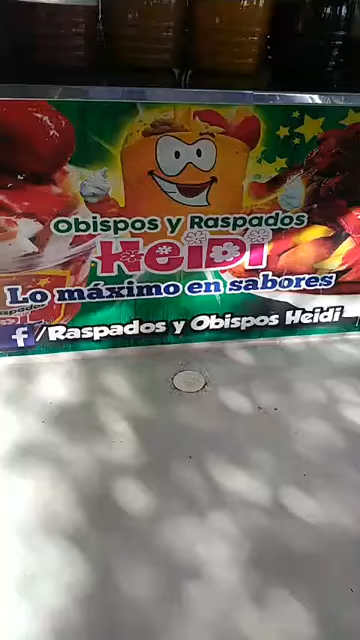 Obispos y Raspados
HeiDi
Lo máximo en sabores
f/Raspados y Obispos Heidi